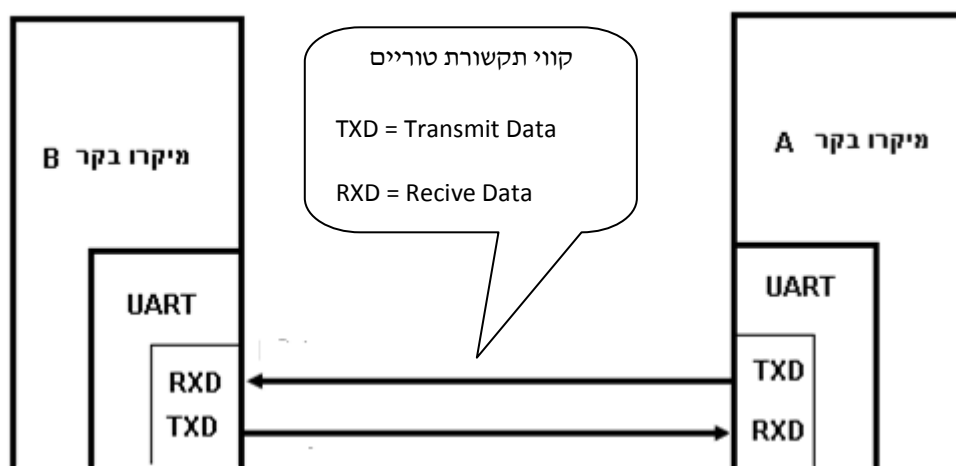 קווי תקשורת טוריים
TXD = Transmit Data
RXD = Recive Data
מיקרו בקר A
UART
TXD
RXD
מיקרו בקר B
UART
RXD
TXD